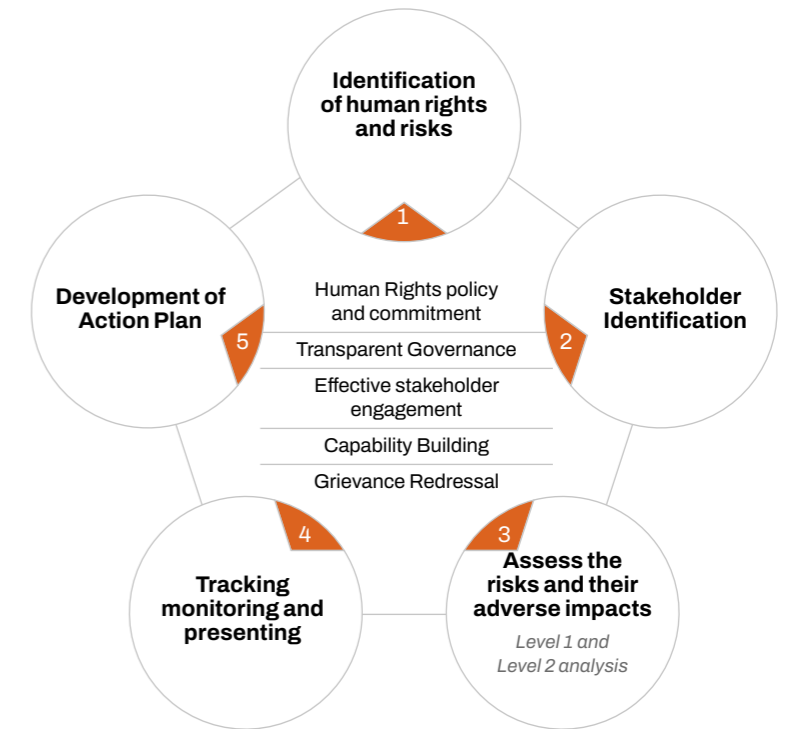 Identification
of human rights
and risks
1
Stakeholder
Identification
2
3
Assess the
risks and their
adverse impacts
Level 1 and
Level 2 analysis
4
Tracking
monitoring and
presenting
Development of
Action Plan
5
Human Rights policy
and commitment
Transparent Governance
Effective stakeholder
engagement
Capability Building
Grievance Redressal